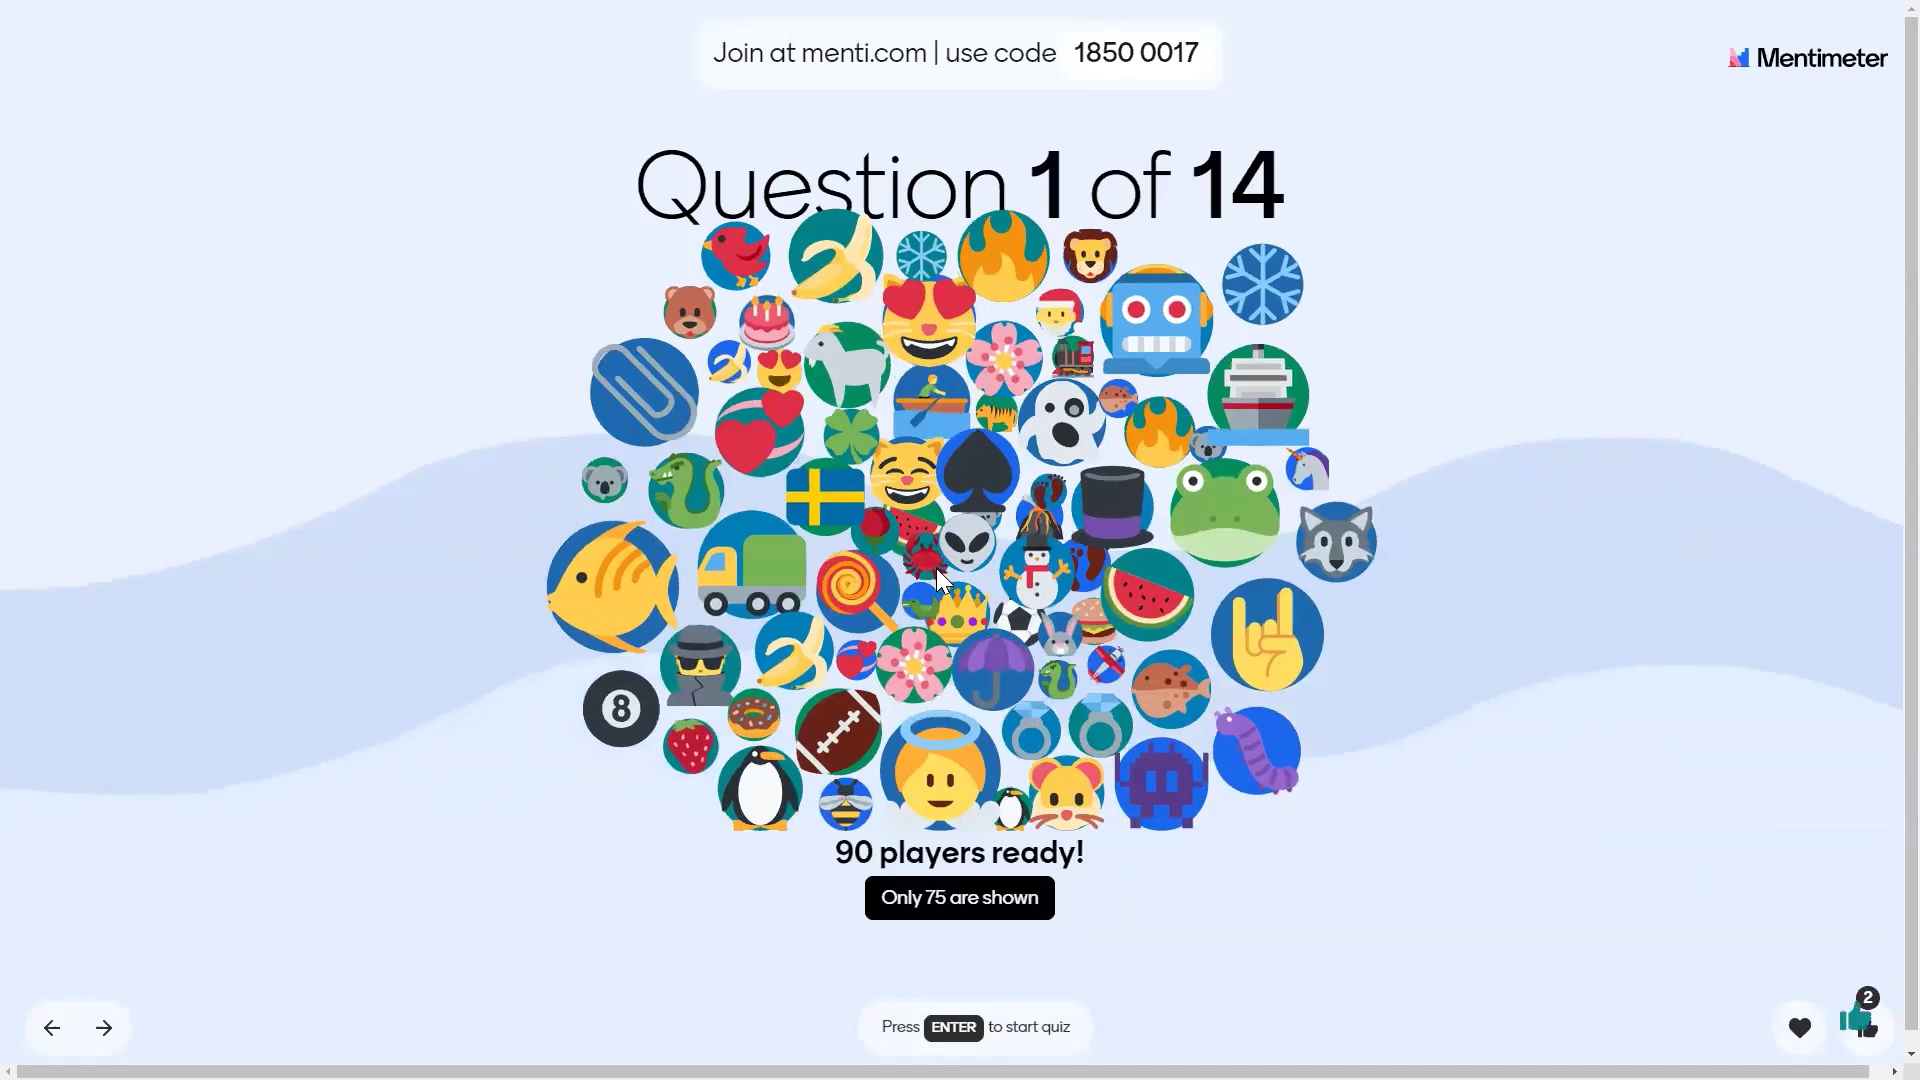 Join at menti.com | use code 1850 0017
Mentimeter
Question 1 of 14
8
90 players ready!
Only 75 are shown
2
Press ENTER to start quiz